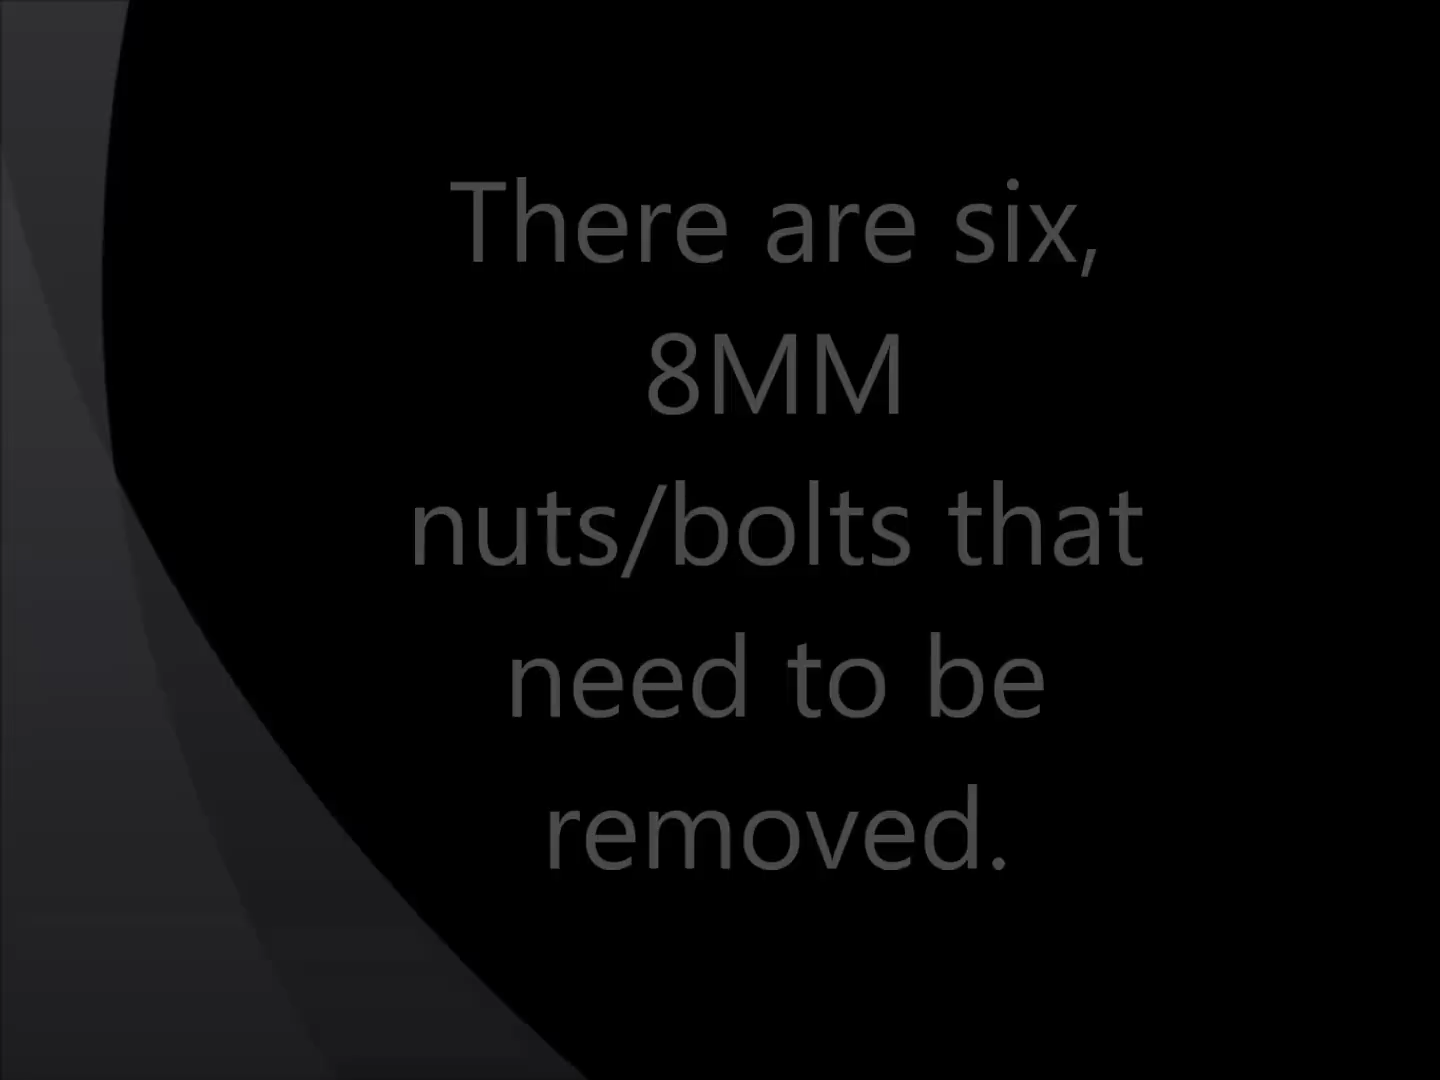 There are six,
8MM
nuts/bolts that
need to be
removed.